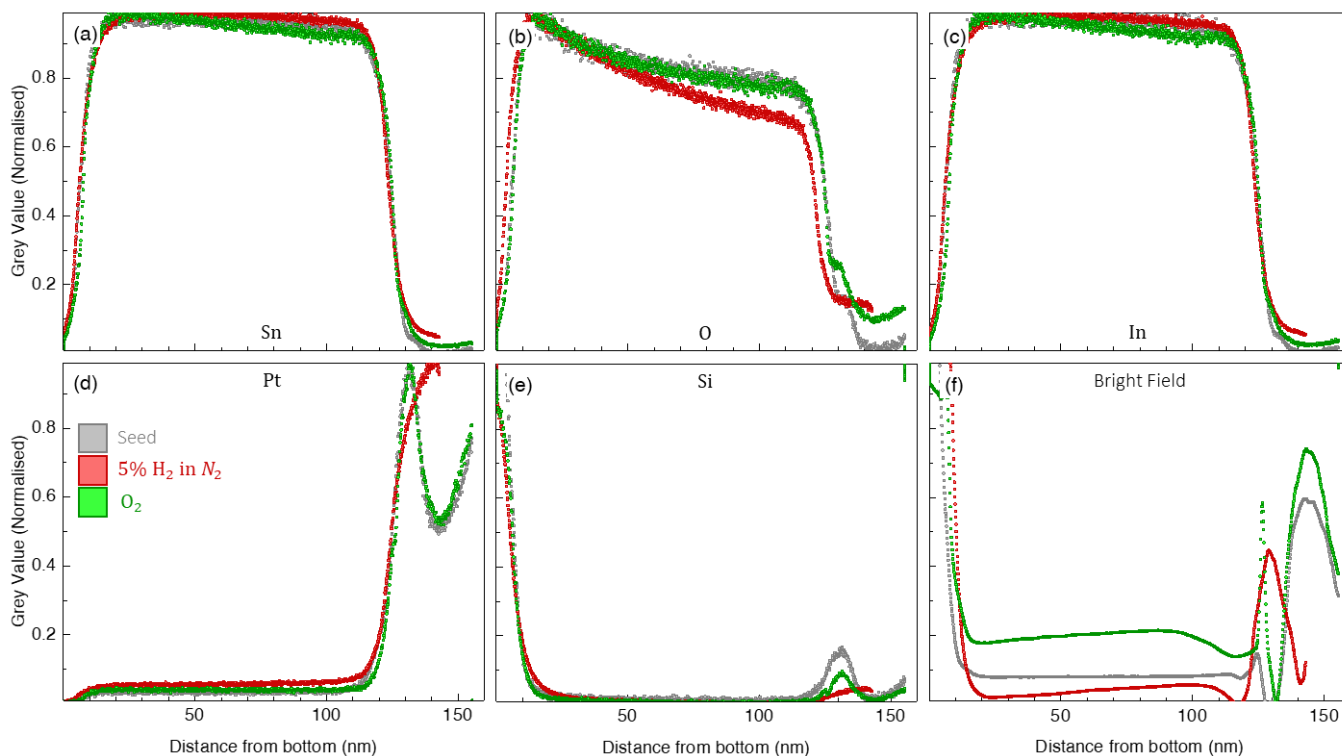 (a)
(b)
(c)
Grey Value (Normalised)
0.8
0.6
0.4
0.2
Sn
O
In
(d)
Pt
(e)
Si
(f)
Bright Field
Grey Value (Normalised)
0.8
0.6
0.4
0.2
Seed
5% H₂ in N₂
O₂
50
100
150
50
100
150
50
100
150
Distance from bottom (nm)
Distance from bottom (nm)
Distance from bottom (nm)